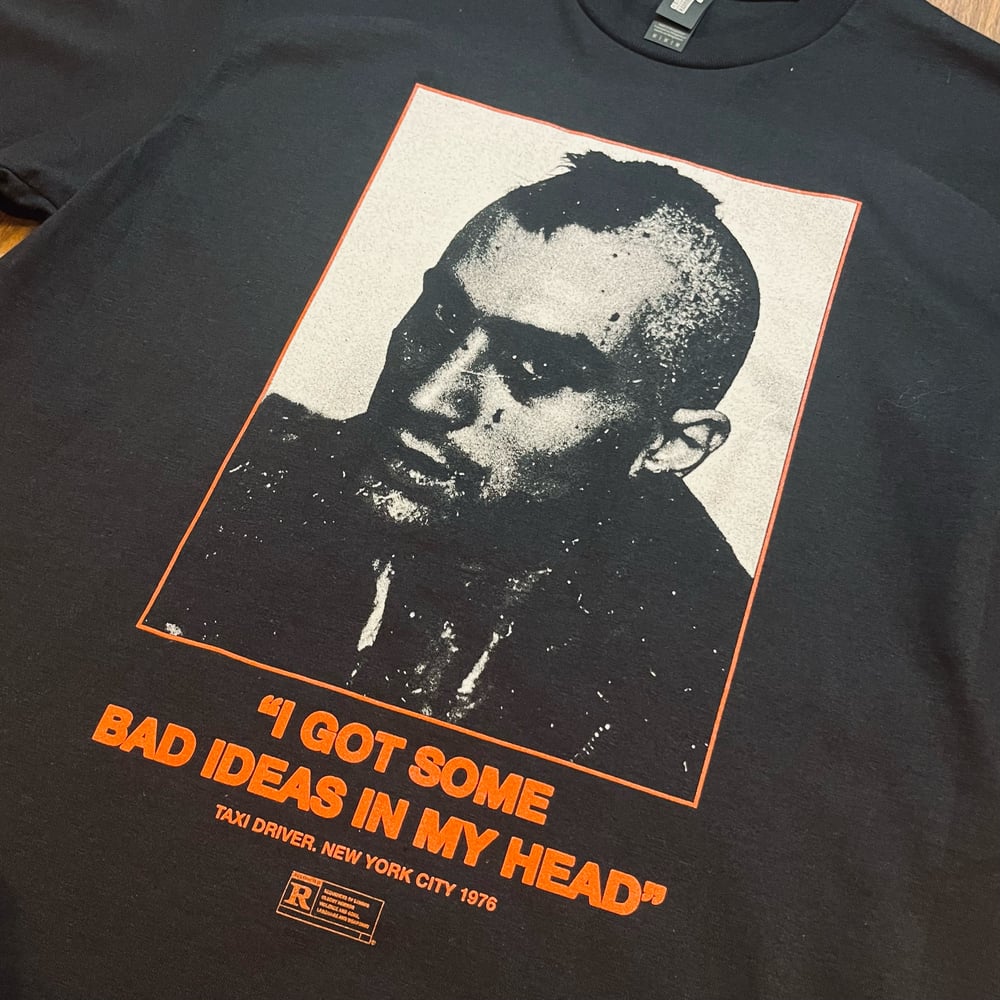 “I GOT SOME
BAD IDEAS IN MY HEAD”
TAXI DRIVER. NEW YORK CITY 1976
R